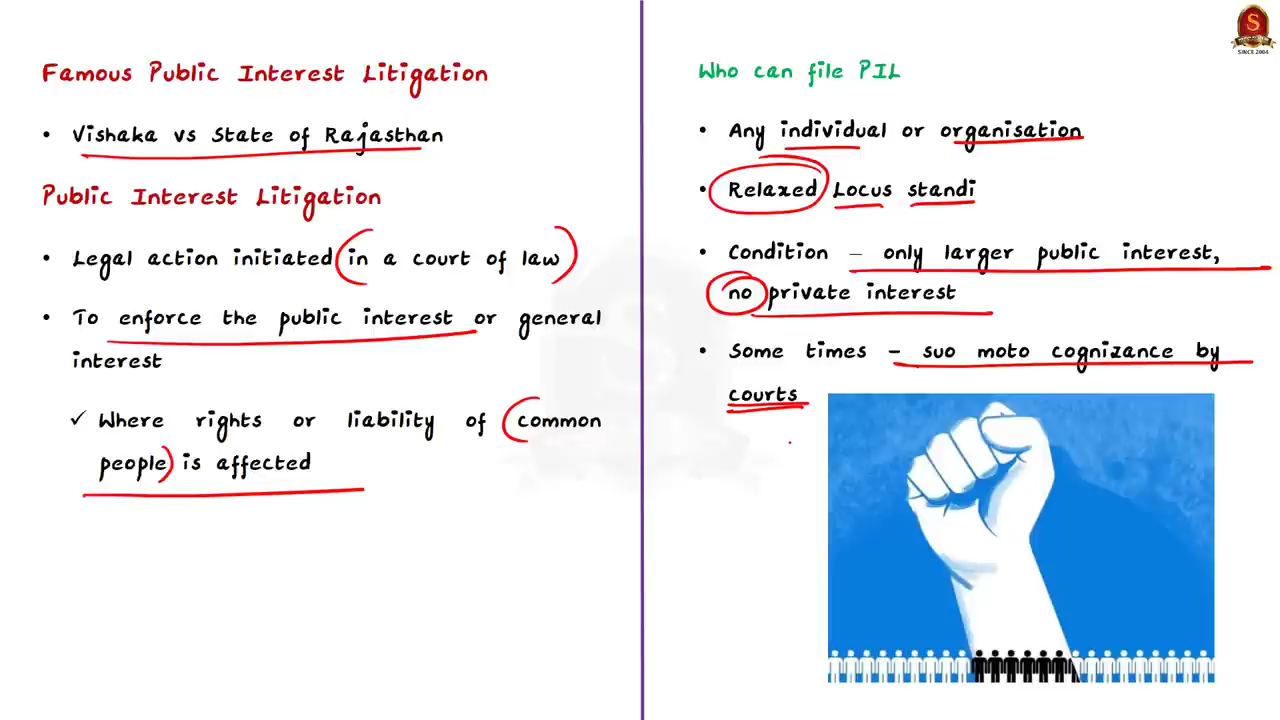 Famous Public Interest Litigation
• Vishaka vs State of Rajasthan
Public Interest Litigation
• Legal action initiated in a court of law
• To enforce the public interest or general
interest
✓ Where rights or liability of common
people is affected
S
SINCE 2004
Who can file PIL
• Any individual or organisation
• Relaxed Locus standi
• Condition – only larger public interest,
no private interest
• Some times – suo moto cognizance by
courts